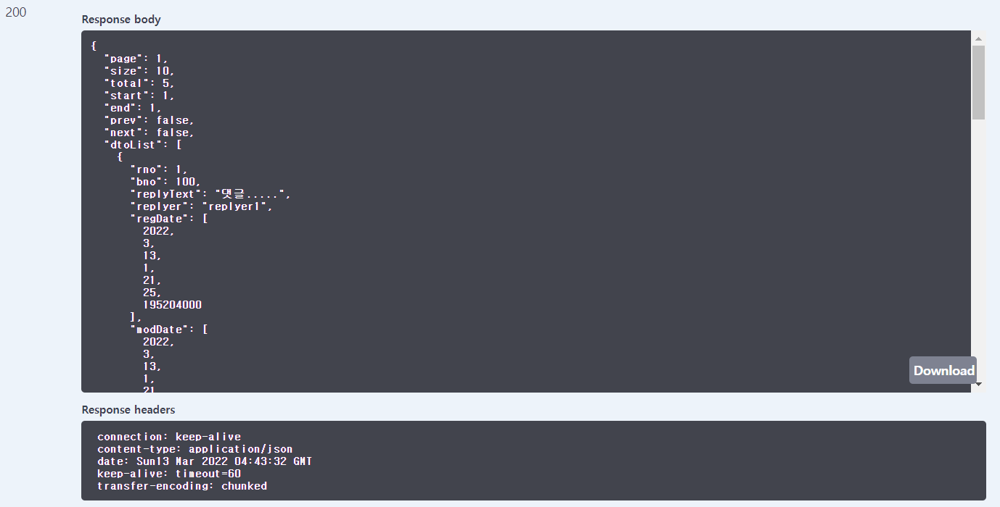 200
Response body
{
"page": 1,
"size": 10,
"total": 5,
"start": 1,
"end": 1,
"prev": false,
"next": false,
"dtoList": [
{
"rno": 1,
"bno": 100,
"replyText": "댓글.....",
"replyer": "replyer1",
"regDate": [
2022,
3,
13,
1,
21,
25,
195204000
],
"modDate": [
2022,
3,
13,
1,
21
Download
Response headers
connection: keep-alive
content-type: application/json
date: Sun13 Mar 2022 04:43:32 GMT
keep-alive: timeout=60
transfer-encoding: chunked